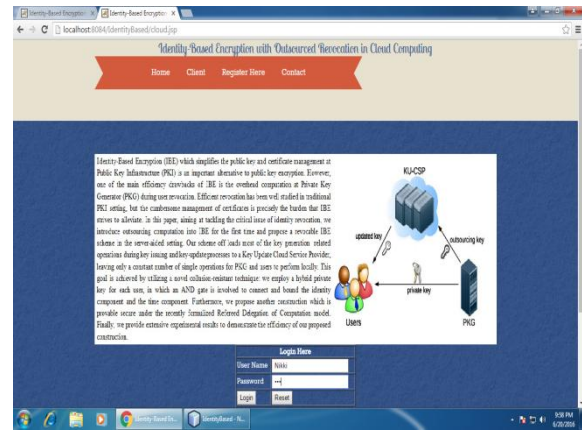 Identity-Based Encryption
Identity-Based Encryption
localhost:8084/IdentityBased/cloud.jsp
Identity-Based Encryption with Outsourced Revocation in Cloud Computing
Home Client Register Here Contact
Identity-Based Encryption (IBE) which simplifies the public key and certificate management at
Public Key Infrastructure (PKI) is an important alternative to public key encryption. However,
one of the main efficiency drawbacks of IBE is the overhead computation at Private Key
Generator (PKG) during user revocation. Efficient revocation has been well studied in traditional
PKI setting, but the cumbersome management of certificates is precisely the burden that IBE
strives to alleviate. In this paper, aiming at tackling the critical issue of identity revocation, we
introduce outsourcing computation into IBE for the first time and propose a revocable IBE
scheme in the server-aided setting. Our scheme off loads most of the key generation related
operations during key issuing and key-update processes to a Key Update Cloud Service Provider,
leaving only a constant number of simple operations for PKG and users to perform locally. This
goal is achieved by utilizing a novel collusion-resistant technique: we employ a hybrid private
key for each user, in which an AND gate is involved to connect and bound the identity
component and the time component. Furthermore, we propose another construction which is
provable secure under the recently formalized Refereed Delegation of Computation model.
Finally, we provide extensive experimental results to demonstrate the efficiency of our proposed
construction.
KU-CSP
updated key
outsourcing key
private key
Users
PKG
Login Here
User Name Nikki
Password
Login Reset
Identity-Based En...
IdentityBased - N...
9:58 PM
6/20/2016